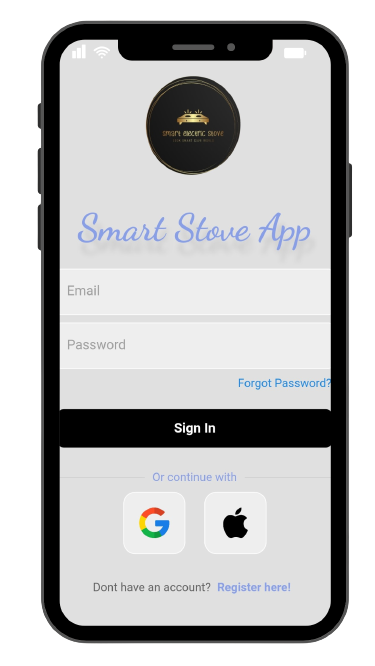 smart electric stove
Smart Stove App
Email
Password
Forgot Password?
Sign In
Or continue with
Dont have an account? Register here!